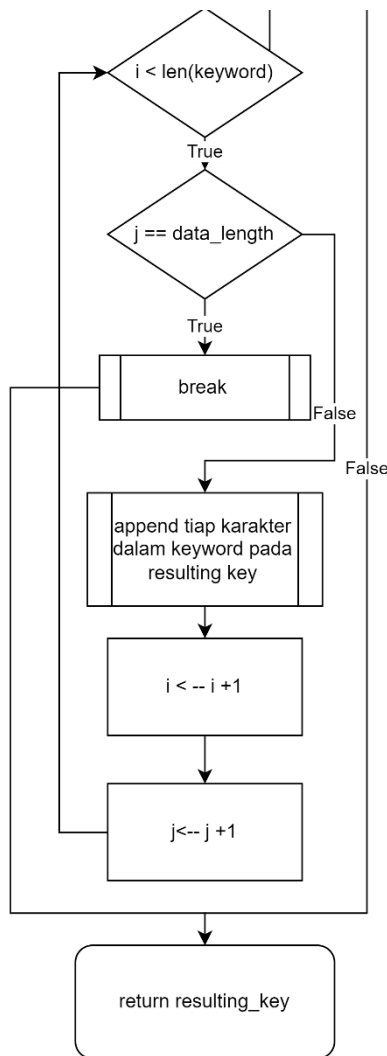 i < len(keyword)
True
j == data_length
True
break
False
False
append tiap karakter
dalam keyword pada
resulting key
i < -- i +1
j<-- j +1
return resulting_key